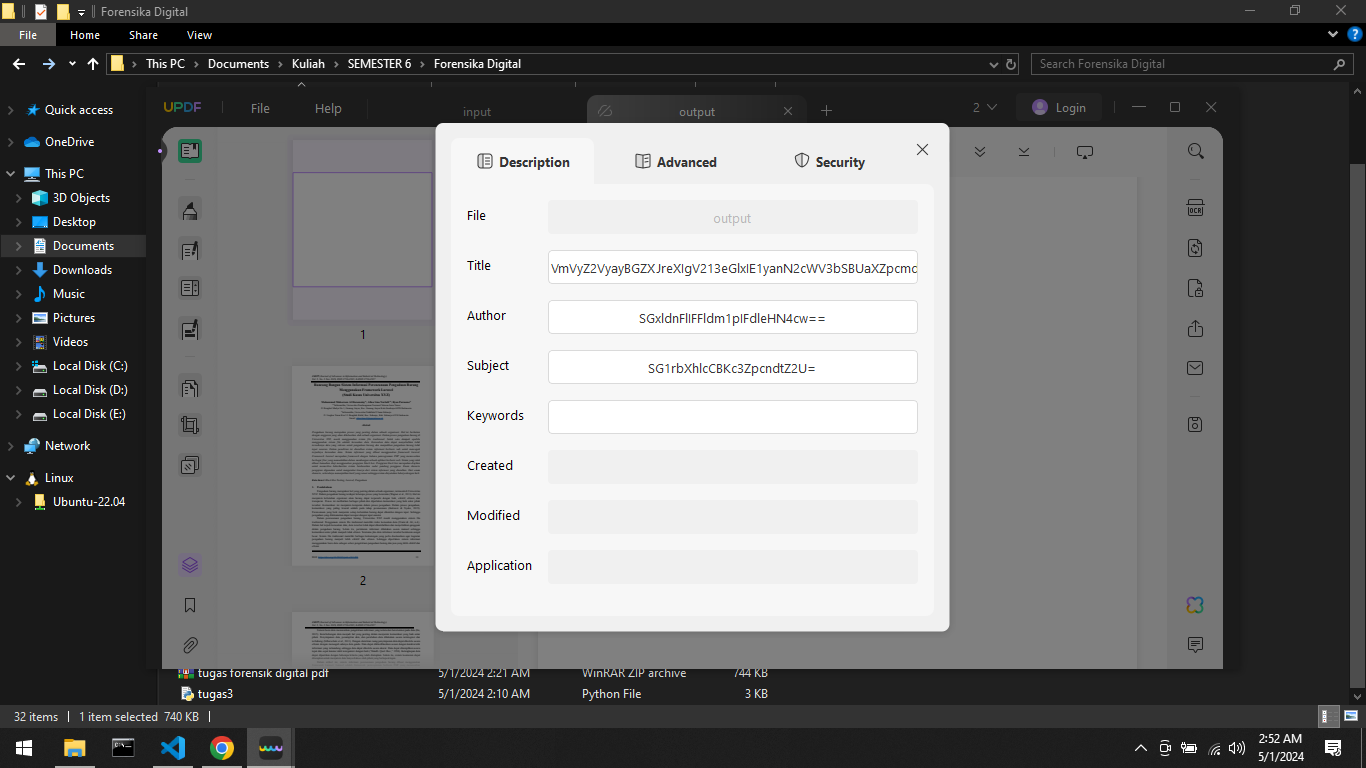 Forensika Digital
File Home Share View
This PC Documents Kuliah SEMESTER 6 Forensika Digital
Search Forensika Digital
Quick access
OneDrive
This PC
3D Objects
Desktop
Documents
Downloads
Music
Pictures
Videos
Local Disk (C:)
Local Disk (D:)
Local Disk (E:)
Network
Linux
Ubuntu-22.04
UPDF File Help input output 2 Login
OCR
1
2
Description Advanced Security
File output
Title
Author
Subject SG1rbXhlcCBKc3ZpcndtZ2U=
Keywords
Created
Modified
Application
tugas forensik digital pdf 5/1/2024 2:21 AM WinRAR ZIP archive 744 KB
tugas3 5/1/2024 2:10 AM Python File 3 KB
32 items 1 item selected 740 KB
2:52 AM
5/1/2024